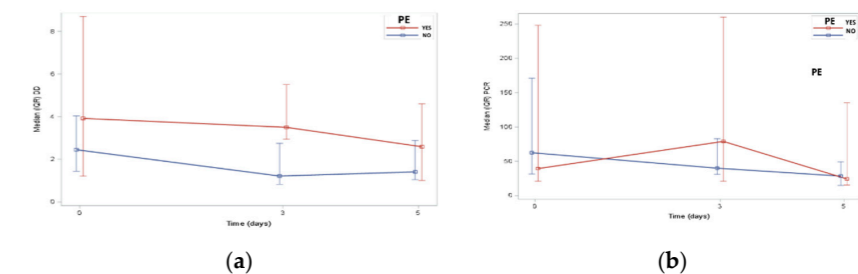 PE
YES
NO
8
6
4
2
0
Median (IQR) DD
0 3 5
Time (days)
(a)
PE
YES
NO
PE
250
200
150
100
50
0
Median (IQR) PCR
0 3 5
Time (days)
(b)